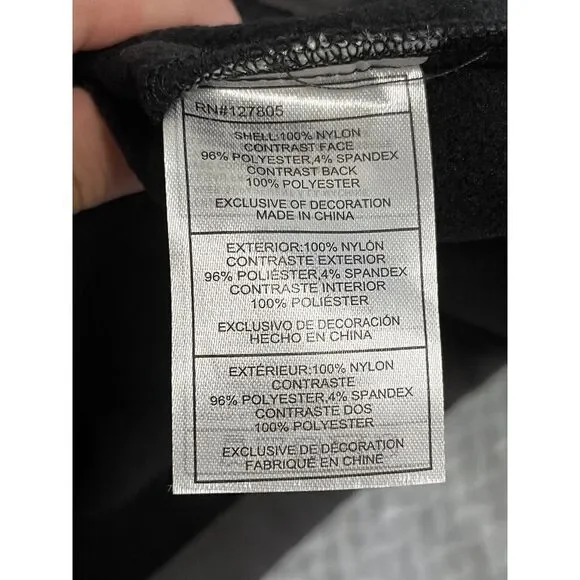 RN#127805
SHELL:100% NYLON
CONTRAST FACE
96% POLYESTER,4% SPANDEX
CONTRAST BACK
100% POLYESTER
EXCLUSIVE OF DECORATION
MADE IN CHINA
EXTERIOR:100% NYLÓN
CONTRASTE EXTERIOR
96% POLIÉSTER,4% SPANDEX
CONTRASTE INTERIOR
100% POLIÉSTER
EXCLUSIVO DE DECORACIÓN
HECHO EN CHINA
EXTÉRIEUR:100% NYLON
CONTRASTE
96% POLYESTER,4% SPANDEX
CONTRASTE DOS
100% POLYESTER
EXCLUSIVE DE DÉCORATION
FABRIQUÉ EN CHINE